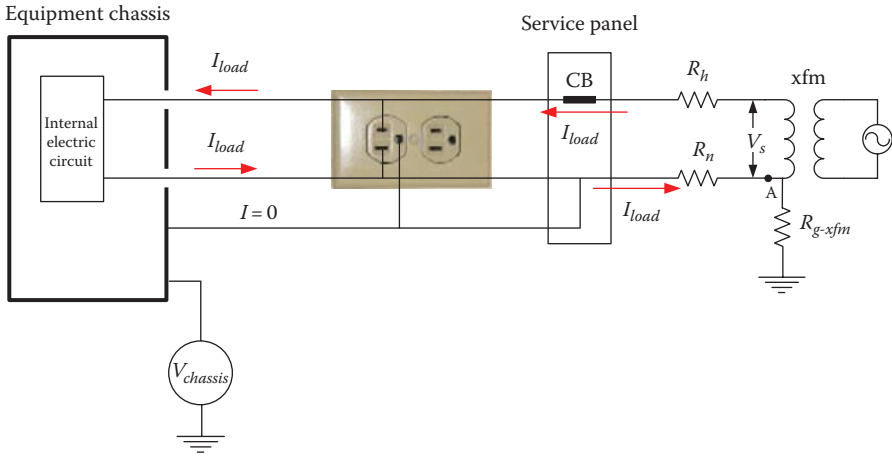 Equipment chassis
Service panel
I_load
CB
R_h
xfm
Internal
electric
circuit
I_load
I_load
V_s
R_n
A
I_load
I = 0
R_g-xfm
V_chassis